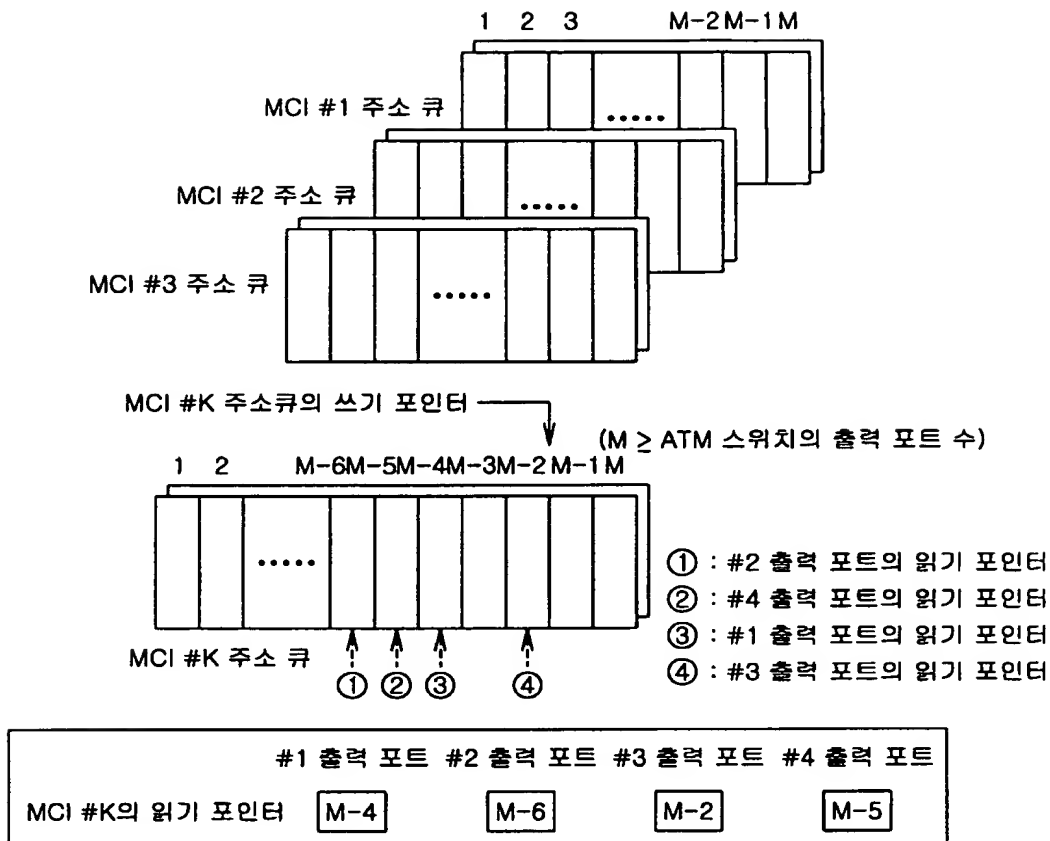 1 2 3 M-2 M-1 M
MCI #1 주소 큐
MCI #2 주소 큐
MCI #3 주소 큐
MCI #K 주소큐의 쓰기 포인터
(M ≥ ATM 스위치의 출력 포트 수)
1 2 M-6 M-5 M-4 M-3 M-2 M-1 M
① : #2 출력 포트의 읽기 포인터
② : #4 출력 포트의 읽기 포인터
③ : #1 출력 포트의 읽기 포인터
④ : #3 출력 포트의 읽기 포인터
MCI #K 주소 큐
① ② ③ ④
#1 출력 포트 #2 출력 포트 #3 출력 포트 #4 출력 포트
MCI #K의 읽기 포인터 M-4 M-6 M-2 M-5